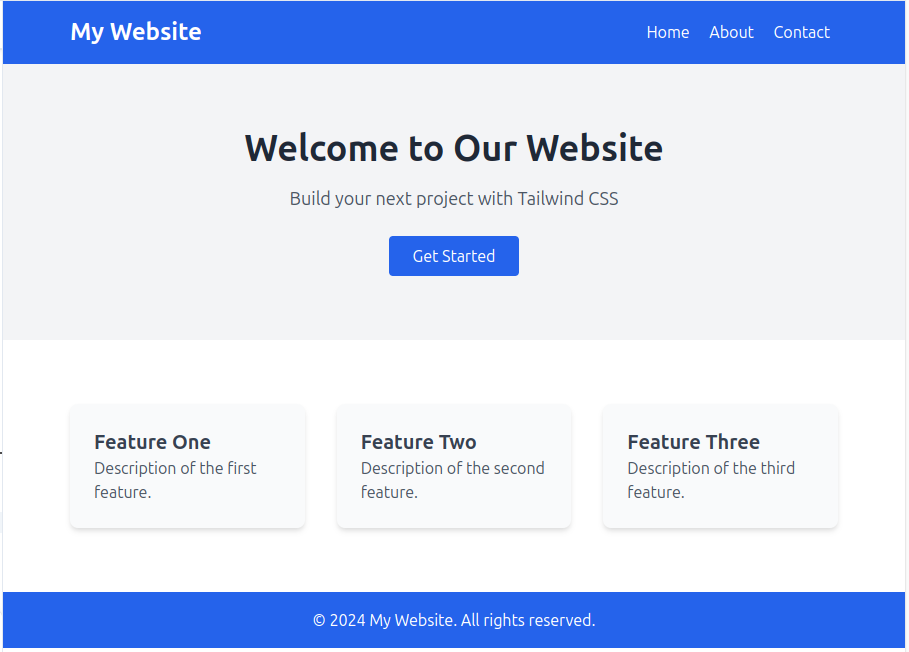 My Website
Home About Contact
Welcome to Our Website
Build your next project with Tailwind CSS
Get Started
Feature One
Description of the first
feature.
Feature Two
Description of the second
feature.
Feature Three
Description of the third
feature.
© 2024 My Website. All rights reserved.